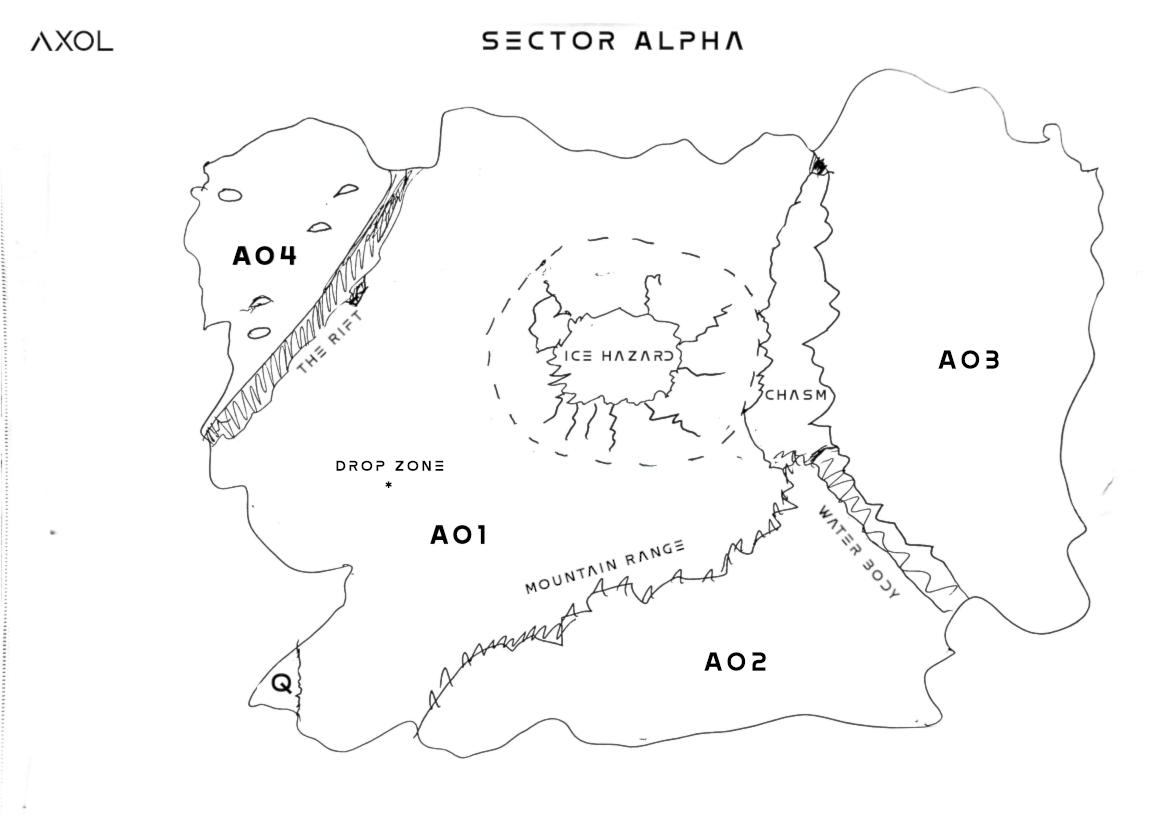 AXOL
SECTOR ALPHA
AO4
THE RIFT
ICE HAZARD
CHASM
AO3
DROP ZONE
*
AO1
MOUNTAIN RANGE
WATER BODY
AO2
Q